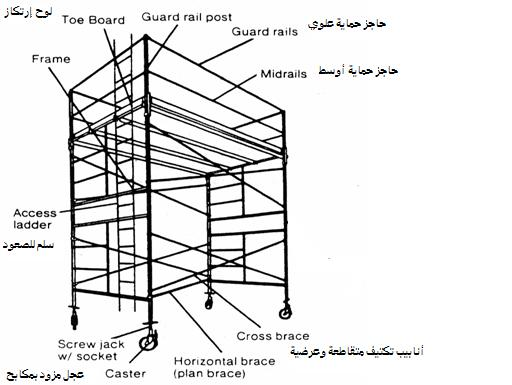 لوح إرتكاز
Toe Board
Guard rail post
Guard rails
حاجز حماية علوي
Frame
Midrails
حاجز حماية أوسط
Access
ladder
سلم للصعود
Screw jack
w/ socket
Caster
عجل مزود بمكابح
Horizontal brace
(plan brace)
Cross brace
أنابيب تكتيف متقاطعة وعرضية